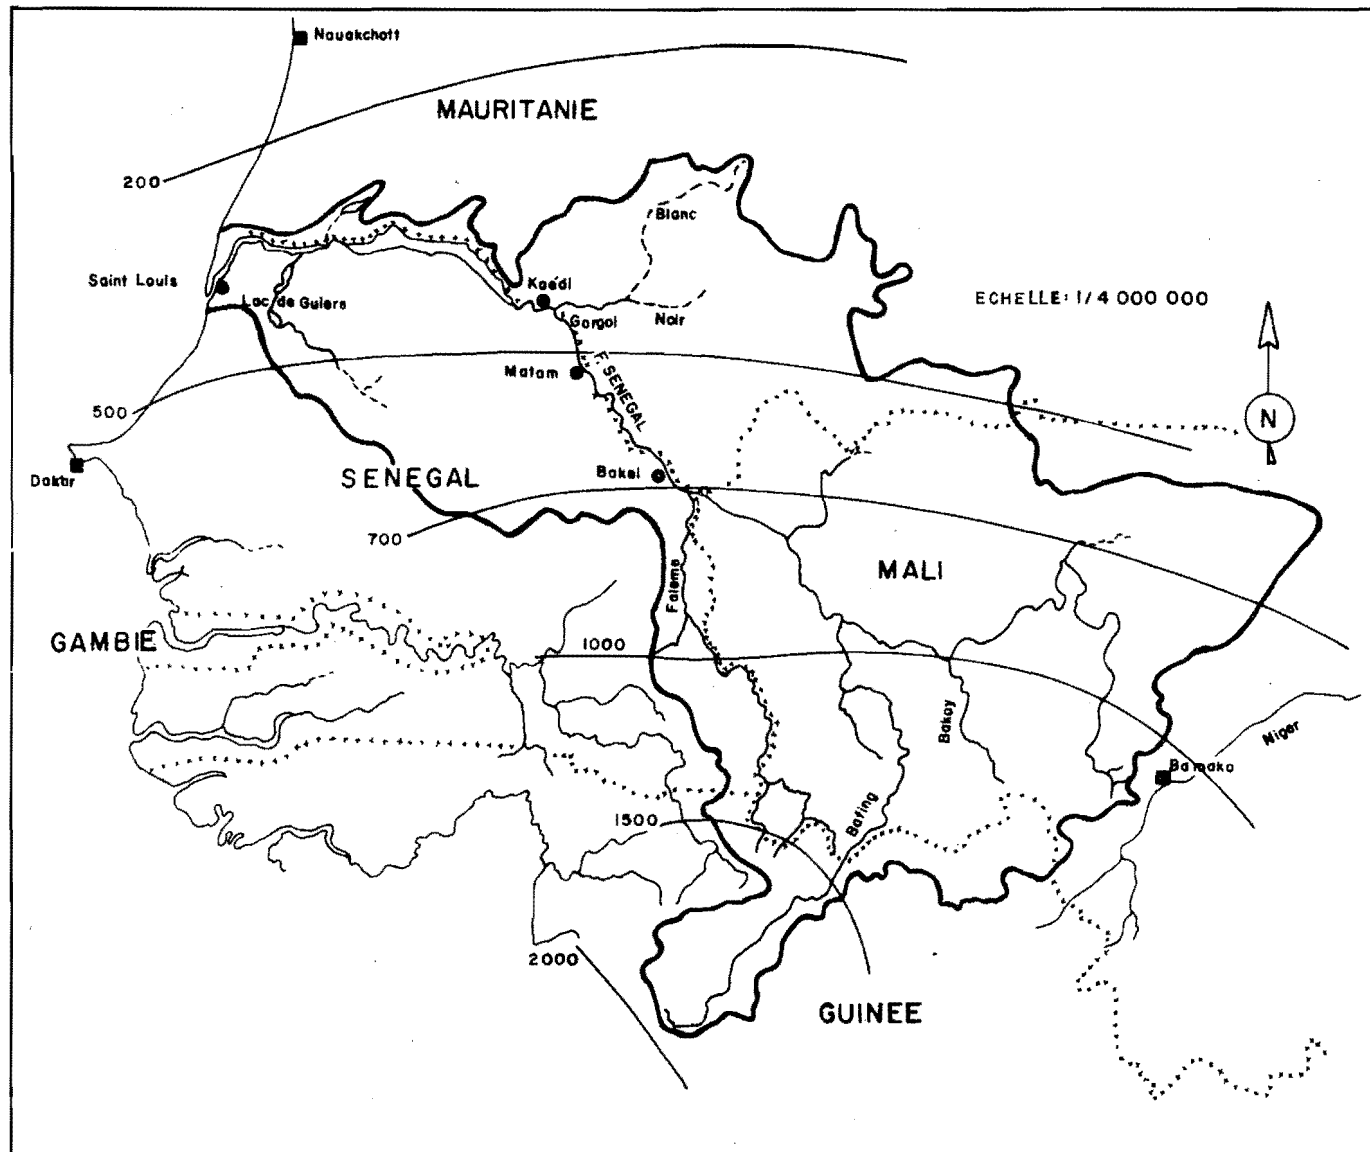 Nouakchott
MAURITANIE
200
Blanc
Saint Louis
Lac de Guiers
Kaédi
ECHELLE: 1/4 000 000
Gorgol
Noir
Matam
F. SENEGAL
500
N
Dakar
SENEGAL
Bakel
700
MALI
Faleme
GAMBIE
1000
Bakoy
Niger
Bamako
Bafing
1500
2000
GUINEE